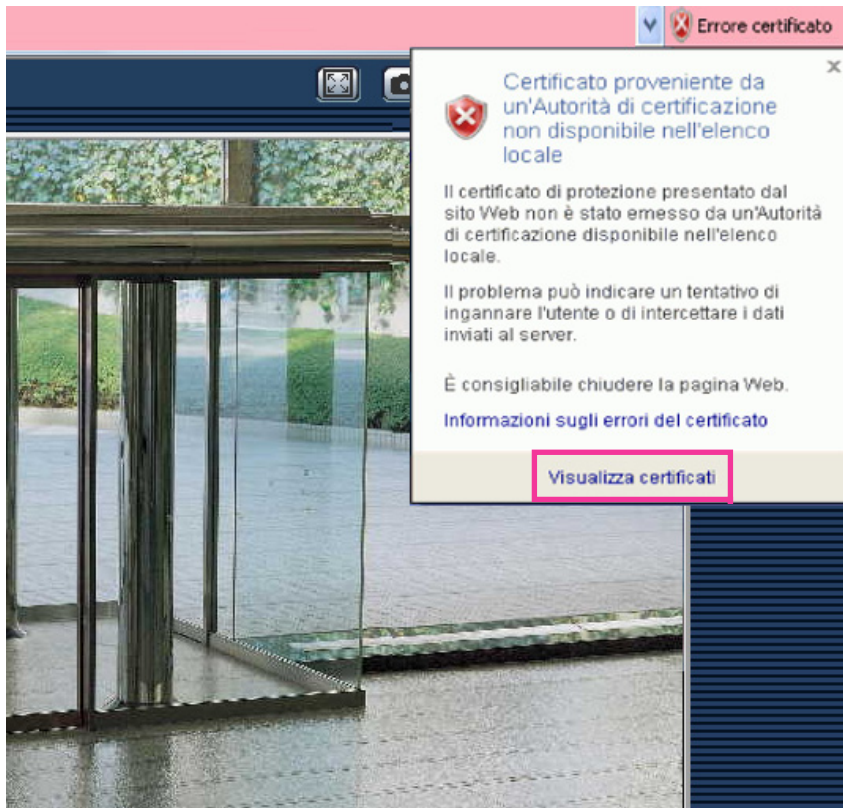 Errore certificato
Certificato proveniente da
un'Autorità di certificazione
non disponibile nell'elenco
locale
Il certificato di protezione presentato dal
sito Web non è stato emesso da un'Autorità
di certificazione disponibile nell'elenco
locale.
Il problema può indicare un tentativo di
ingannare l'utente o di intercettare i dati
inviati al server.
È consigliabile chiudere la pagina Web.
Informazioni sugli errori del certificato
Visualizza certificati